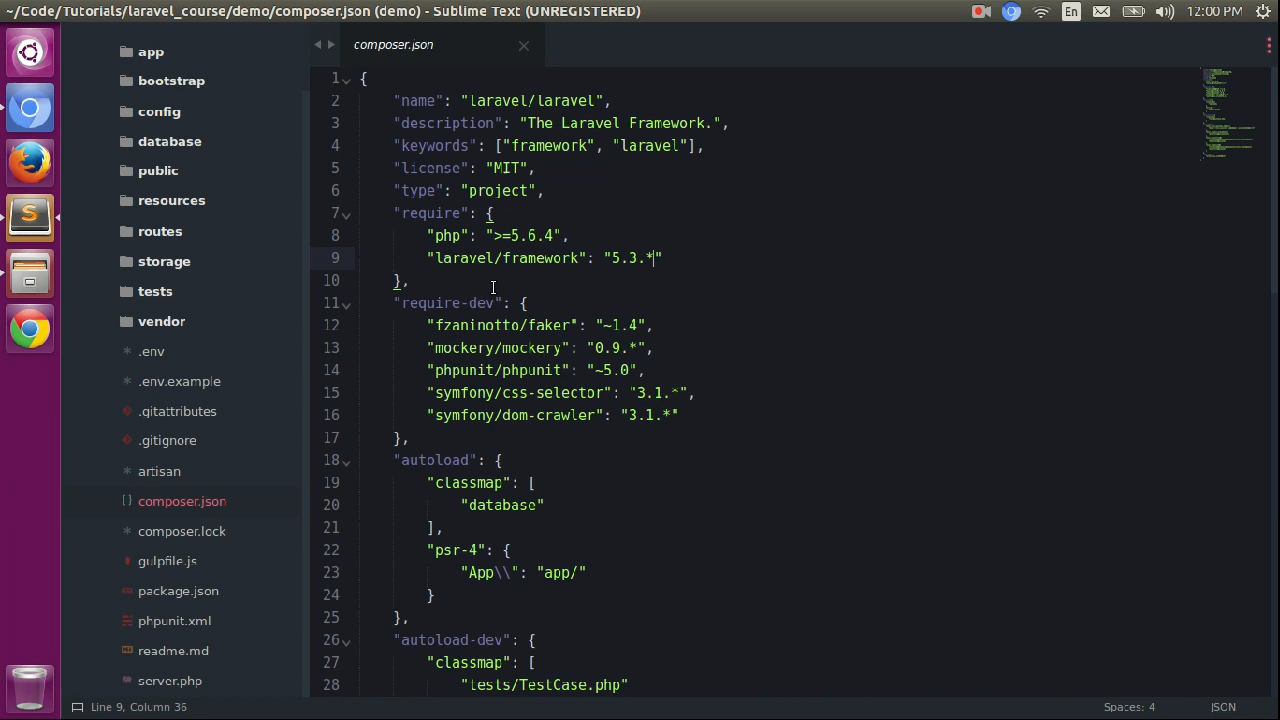 ~/Code/Tutorials/laravel_course/demo/composer.json (demo) - Sublime Text (UNREGISTERED)
En
12:00 PM
app
bootstrap
config
database
public
resources
routes
storage
tests
vendor
.env
.env.example
.gitattributes
.gitignore
artisan
composer.json
composer.lock
gulpfile.js
package.json
phpunit.xml
readme.md
server.php
composer.json
1 {
2 "name": "laravel/laravel",
3 "description": "The Laravel Framework.",
4 "keywords": ["framework", "laravel"],
5 "license": "MIT",
6 "type": "project",
7 "require": {
8 "php": ">=5.6.4",
9 "laravel/framework": "5.3.*"
10 },
11 "require-dev": {
12 "fzaninotto/faker": "~1.4",
13 "mockery/mockery": "0.9.*",
14 "phpunit/phpunit": "~5.0",
15 "symfony/css-selector": "3.1.*",
16 "symfony/dom-crawler": "3.1.*"
17 },
18 "autoload": {
19 "classmap": [
20 "database"
21 ],
22 "psr-4": {
23 "App\\": "app/"
24 }
25 },
26 "autoload-dev": {
27 "classmap": [
28 "tests/TestCase.php"
Line 9, Column 36
Spaces: 4
JSON